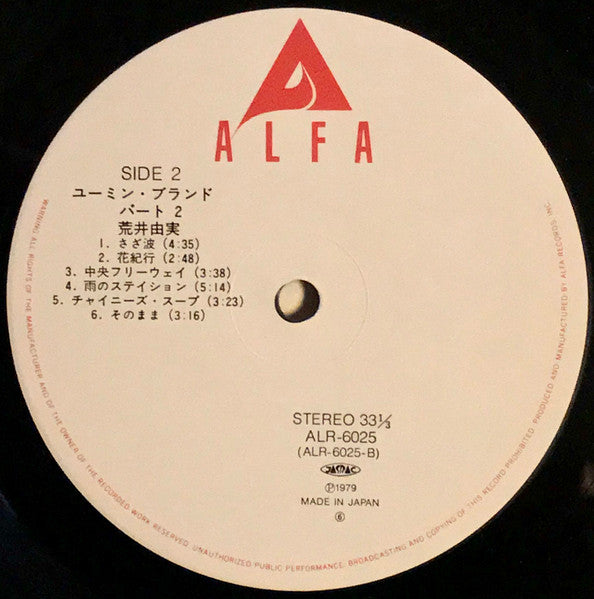 ALFA
SIDE 2
ユーミン・ブランド
パート 2
荒井由実
1. さざ波 (4:35)
2. 花紀行 (2:48)
3. 中央フリーウェイ (3:38)
4. 雨のステイション (5:14)
5. チャイニーズ・スープ (3:23)
6. そのまま (3:16)
STEREO 33⅓
ALR-6025
(ALR-6025-B)
JASRAC
Ⓟ1979
MADE IN JAPAN
⑥
WARNING: ALL RIGHTS OF THE MANUFACTURER AND OF THE OWNER OF THE RECORDED WORK RESERVED. UNAUTHORIZED PUBLIC PERFORMANCE, BROADCASTING AND COPYING OF THIS RECORD PROHIBITED. PRODUCED AND MANUFACTURED BY ALFA RECORDS, INC.